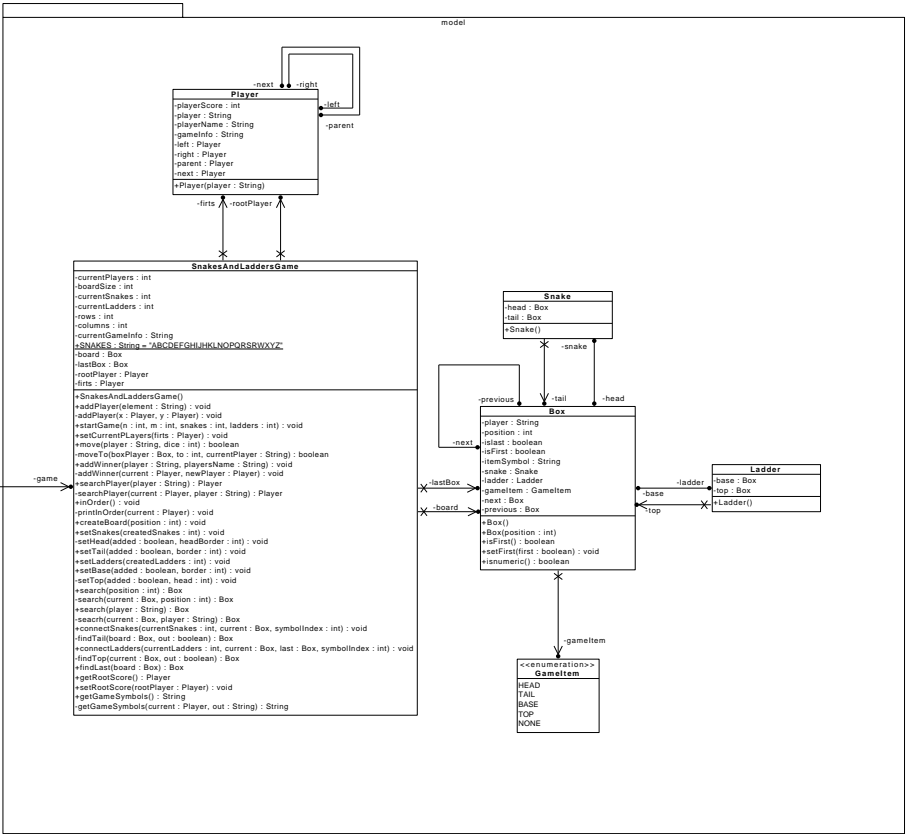 model
-next
-right
Player
-playerScore : int
-player : String
-playerName : String
-gameInfo : String
-left : Player
-right : Player
-parent : Player
-next : Player
+Player(player : String)
-left
-parent
-firts
-rootPlayer
SnakesAndLaddersGame
-currentPlayers : int
-boardSize : int
-currentSnakes : int
-currentLadders : int
-rows : int
-columns : int
-currentGameInfo : String
+SNAKES : String = "ABCDEFGHIJHKLNOPQRSRWXYZ"
-board : Box
-lastBox : Box
-rootPlayer : Player
-firts : Player
+SnakesAndLaddersGame()
+addPlayer(element : String) : void
-addPlayer(x : Player, y : Player) : void
+startGame(n : int, m : int, snakes : int, ladders : int) : void
+setCurrentPLayers(firts : Player) : void
+move(player : String, dice : int) : boolean
-moveTo(boxPlayer : Box, to : int, currentPlayer : String) : boolean
+addWinner(player : String, playersName : String) : void
-addWinner(current : Player, newPlayer : Player) : void
+searchPlayer(player : String) : Player
-searchPlayer(current : Player, player : String) : Player
+inOrder() : void
-printInOrder(current : Player) : void
+createBoard(position : int) : void
+setSnakes(createdSnakes : int) : void
-setHead(added : boolean, headBorder : int) : void
+setTail(added : boolean, border : int) : void
+setLadders(createdLadders : int) : void
+setBase(added : boolean, border : int) : void
-setTop(added : boolean, head : int) : void
+search(position : int) : Box
-search(current : Box, position : int) : Box
+search(player : String) : Box
-seacrh(current : Box, player : String) : Box
+connectSnakes(currentSnakes : int, current : Box, symbolIndex : int) : void
-findTail(board : Box, out : boolean) : Box
+connectLadders(currentLadders : int, current : Box, last : Box, symbolIndex : int) : void
-findTop(current : Box, out : boolean) : Box
+findLast(board : Box) : Box
+getRootScore() : Player
+setRootScore(rootPlayer : Player) : void
+getGameSymbols() : String
-getGameSymbols(current : Player, out : String) : String
-game
-lastBox
-board
Snake
-head : Box
-tail : Box
+Snake()
-snake
-tail
-head
-previous
-next
Box
-player : String
-position : int
-islast : boolean
-isFirst : boolean
-itemSymbol : String
-snake : Snake
-ladder : Ladder
-gameItem : GameItem
-next : Box
-previous : Box
+Box()
+Box(position : int)
+isFirst() : boolean
+setFirst(first : boolean) : void
+isnumeric() : boolean
-ladder
-base
-top
Ladder
-base : Box
-top : Box
+Ladder()
-gameItem
<<enumeration>>
GameItem
HEAD
TAIL
BASE
TOP
NONE